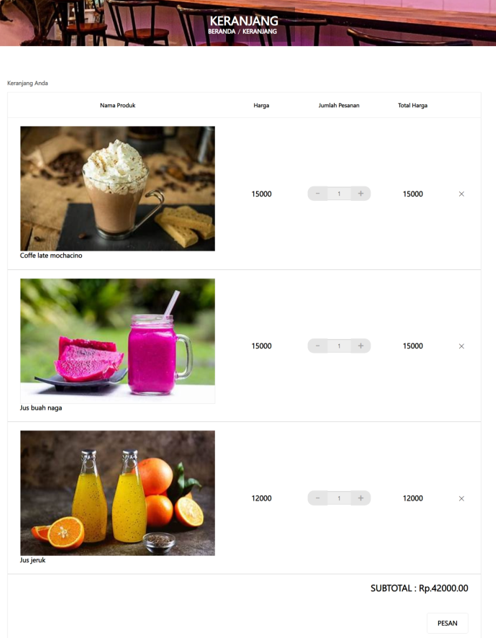 KERANJANG
BERANDA / KERANJANG
Keranjang Anda
Nama Produk Harga Jumlah Pesanan Total Harga
15000 − 1 + 15000 ×
Coffe late mochacino
15000 − 1 + 15000 ×
Jus buah naga
12000 − 1 + 12000 ×
Jus jeruk
SUBTOTAL : Rp.42000.00
PESAN